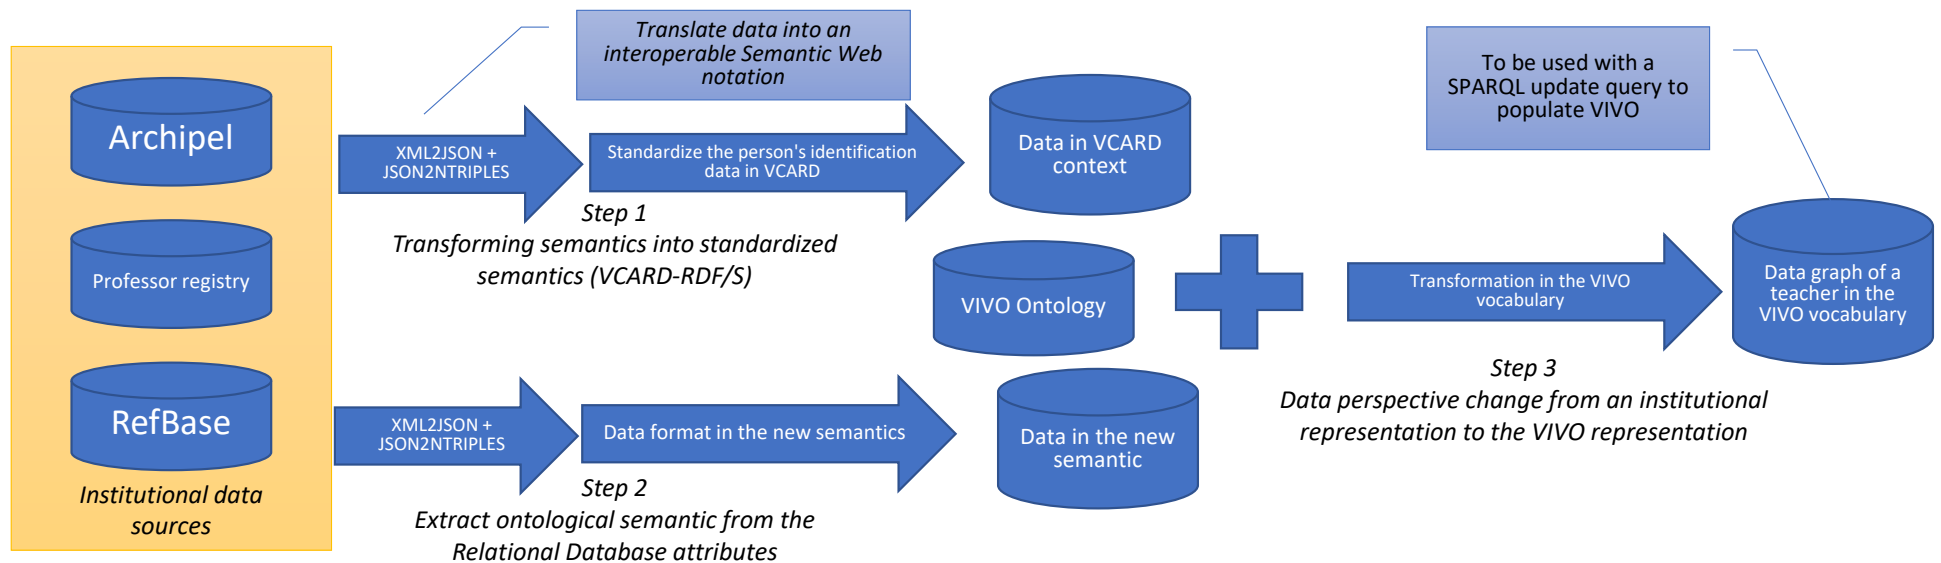 Archipel
Professor registry
RefBase
Institutional data
sources
Translate data into an
interoperable Semantic Web
notation
XML2JSON +
JSON2NTRIPLES
Standardize the person's identification
data in VCARD
Step 1
Transforming semantics into standardized
semantics (VCARD-RDF/S)
XML2JSON +
JSON2NTRIPLES
Data format in the new semantics
Step 2
Extract ontological semantic from the
Relational Database attributes
Data in VCARD
context
VIVO Ontology
Data in the new
semantic
Transformation in the VIVO
vocabulary
Step 3
Data perspective change from an institutional
representation to the VIVO representation
To be used with a
SPARQL update query to
populate VIVO
Data graph of a
teacher in the
VIVO vocabulary